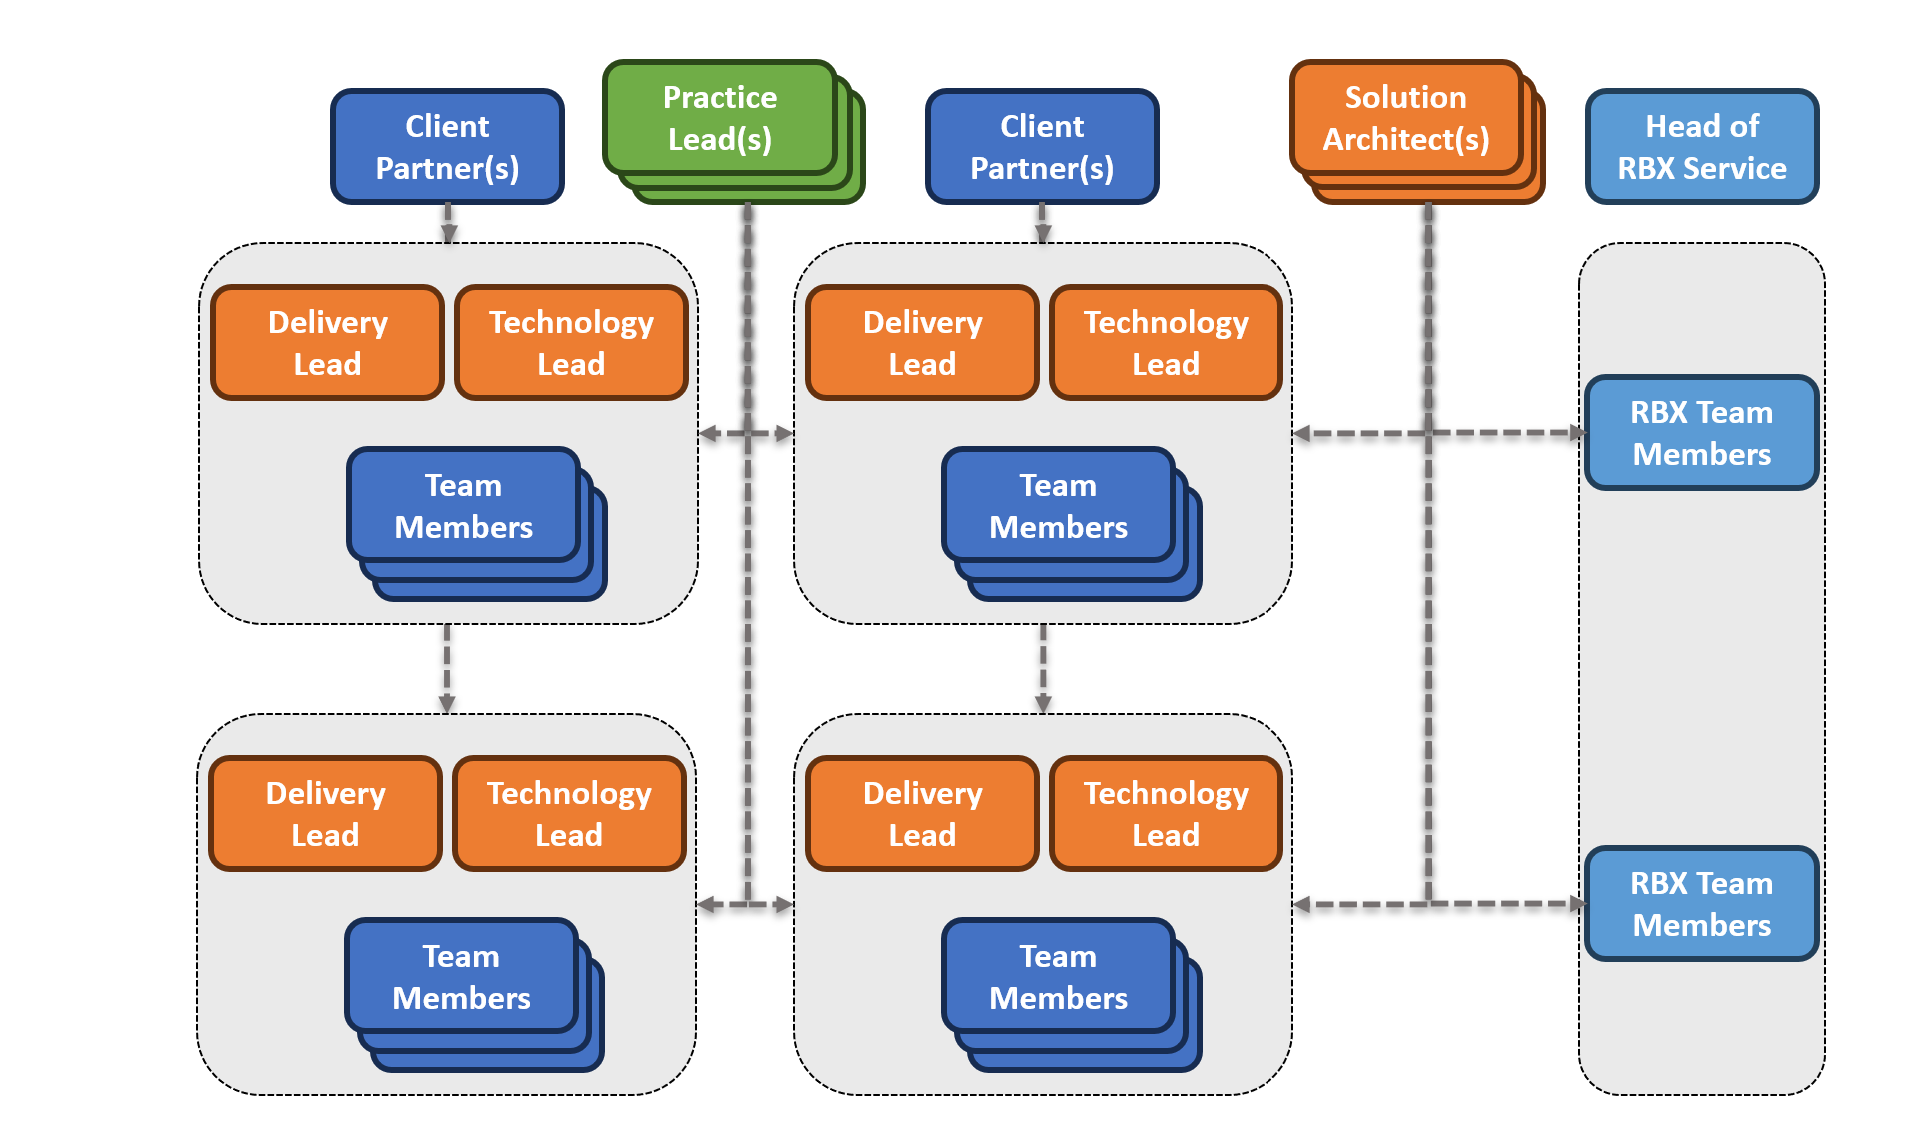 Client
Partner(s)
Practice
Lead(s)
Client
Partner(s)
Solution
Architect(s)
Head of
RBX Service
Delivery
Lead
Technology
Lead
Delivery
Lead
Technology
Lead
RBX Team
Members
Team
Members
Team
Members
Delivery
Lead
Technology
Lead
Delivery
Lead
Technology
Lead
RBX Team
Members
Team
Members
Team
Members